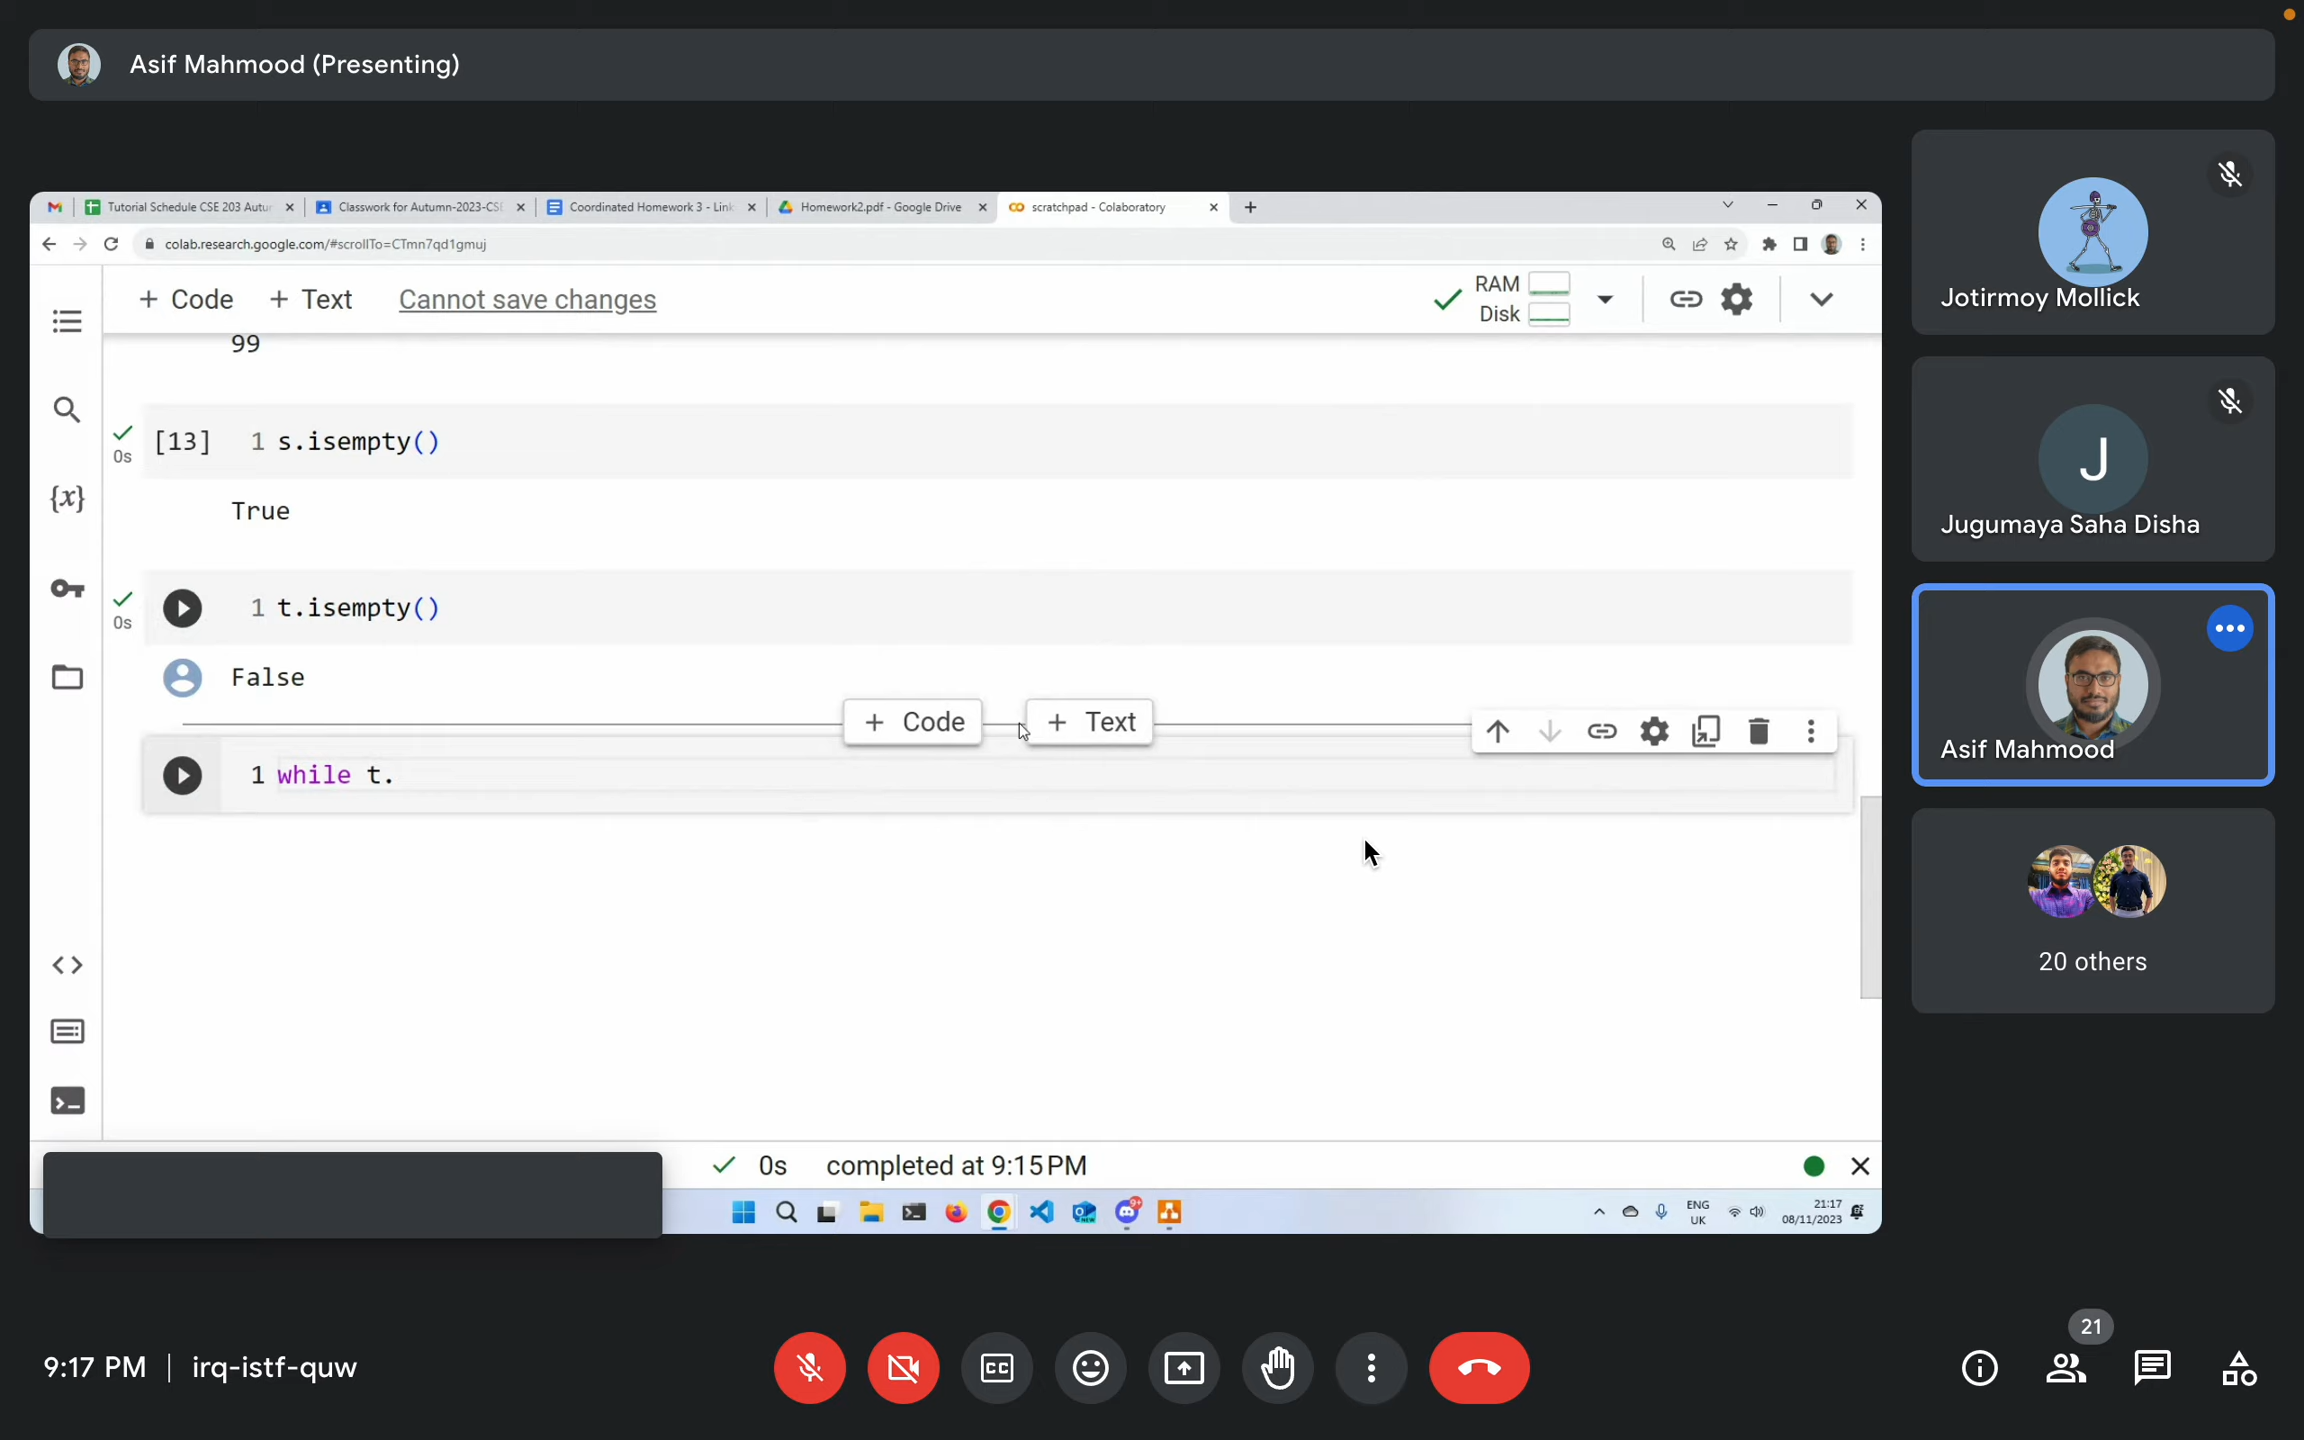 Asif Mahmood (Presenting)
Tutorial Schedule CSE 203 Autur
Classwork for Autumn-2023-CSE
Coordinated Homework 3 - Link
Homework2.pdf - Google Drive
scratchpad - Colaboratory
colab.research.google.com/#scrollTo=CTmn7qd1gmuj
+ Code + Text Cannot save changes
RAM
Disk
99
[13] 1 s.isempty()
0s
True
1 t.isempty()
0s
False
+ Code + Text
1 while t.
0s completed at 9:15 PM
ENG
UK
21:17
08/11/2023
Jotirmoy Mollick
J
Jugumaya Saha Disha
Asif Mahmood
20 others
9:17 PM | irq-istf-quw
21